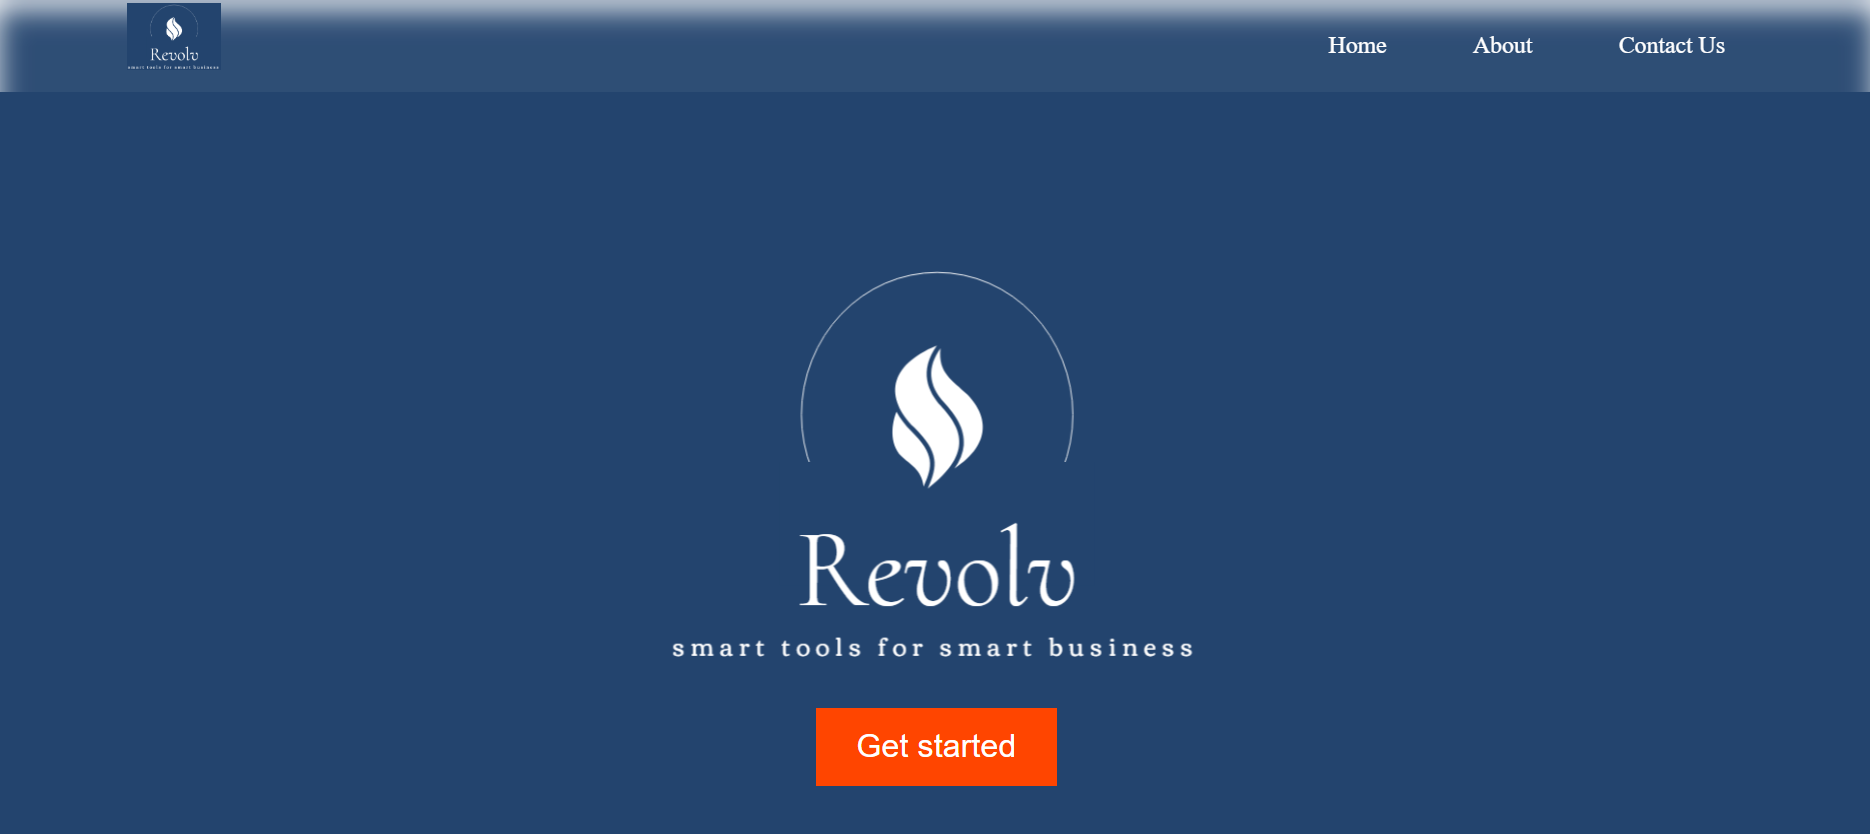 Revolv
smart tools for smart business
Home
About
Contact Us
Revolv
smart tools for smart business
Get started